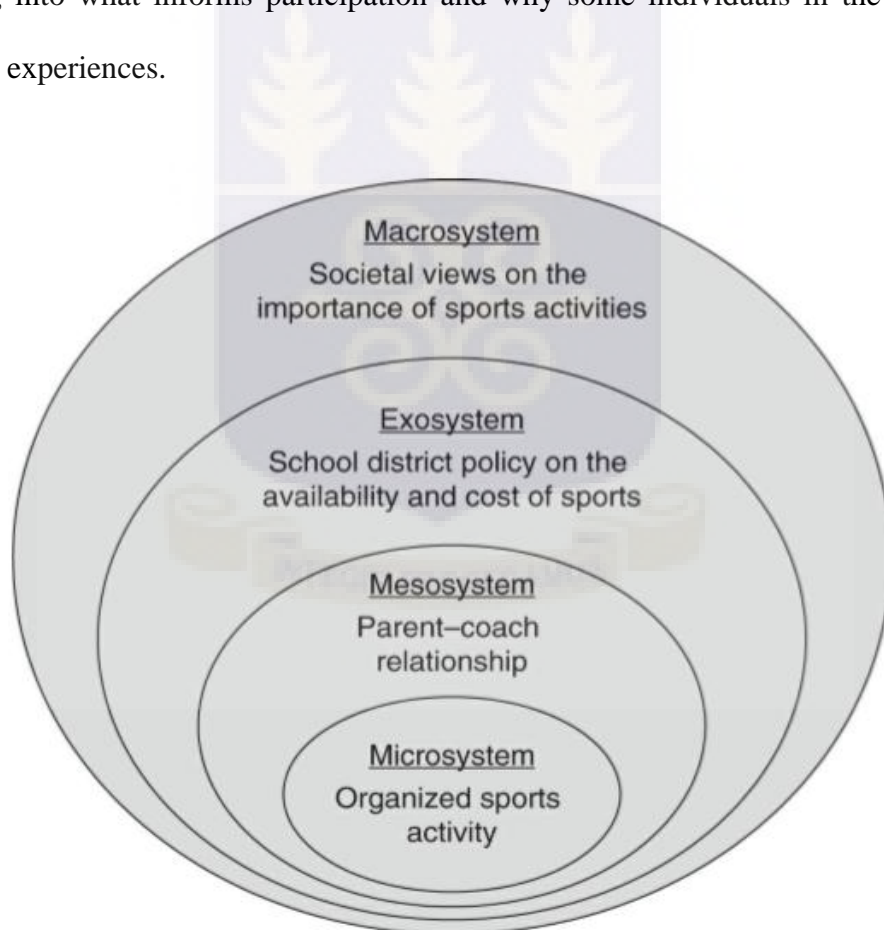 into what informs participation and why some individuals in the
experiences.
Macrosystem
Societal views on the
importance of sports activities
Exosystem
School district policy on the
availability and cost of sports
Mesosystem
Parent–coach
relationship
Microsystem
Organized sports
activity